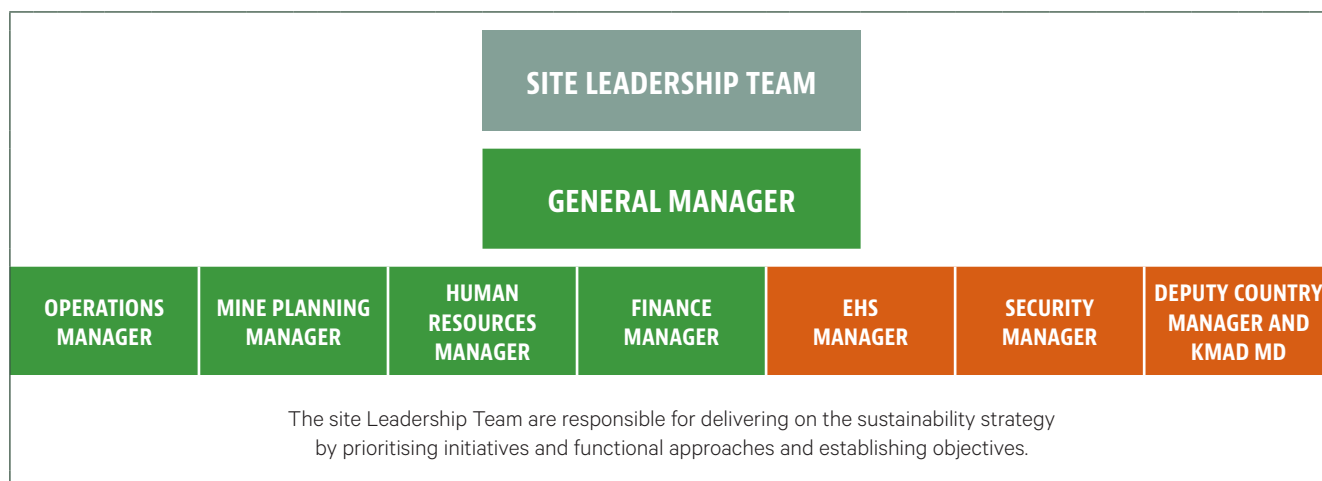 SITE LEADERSHIP TEAM
GENERAL MANAGER
OPERATIONS
MANAGER
MINE PLANNING
MANAGER
HUMAN
RESOURCES
MANAGER
FINANCE
MANAGER
EHS
MANAGER
SECURITY
MANAGER
DEPUTY COUNTRY
MANAGER AND
KMAD MD
The site Leadership Team are responsible for delivering on the sustainability strategy
by prioritising initiatives and functional approaches and establishing objectives.